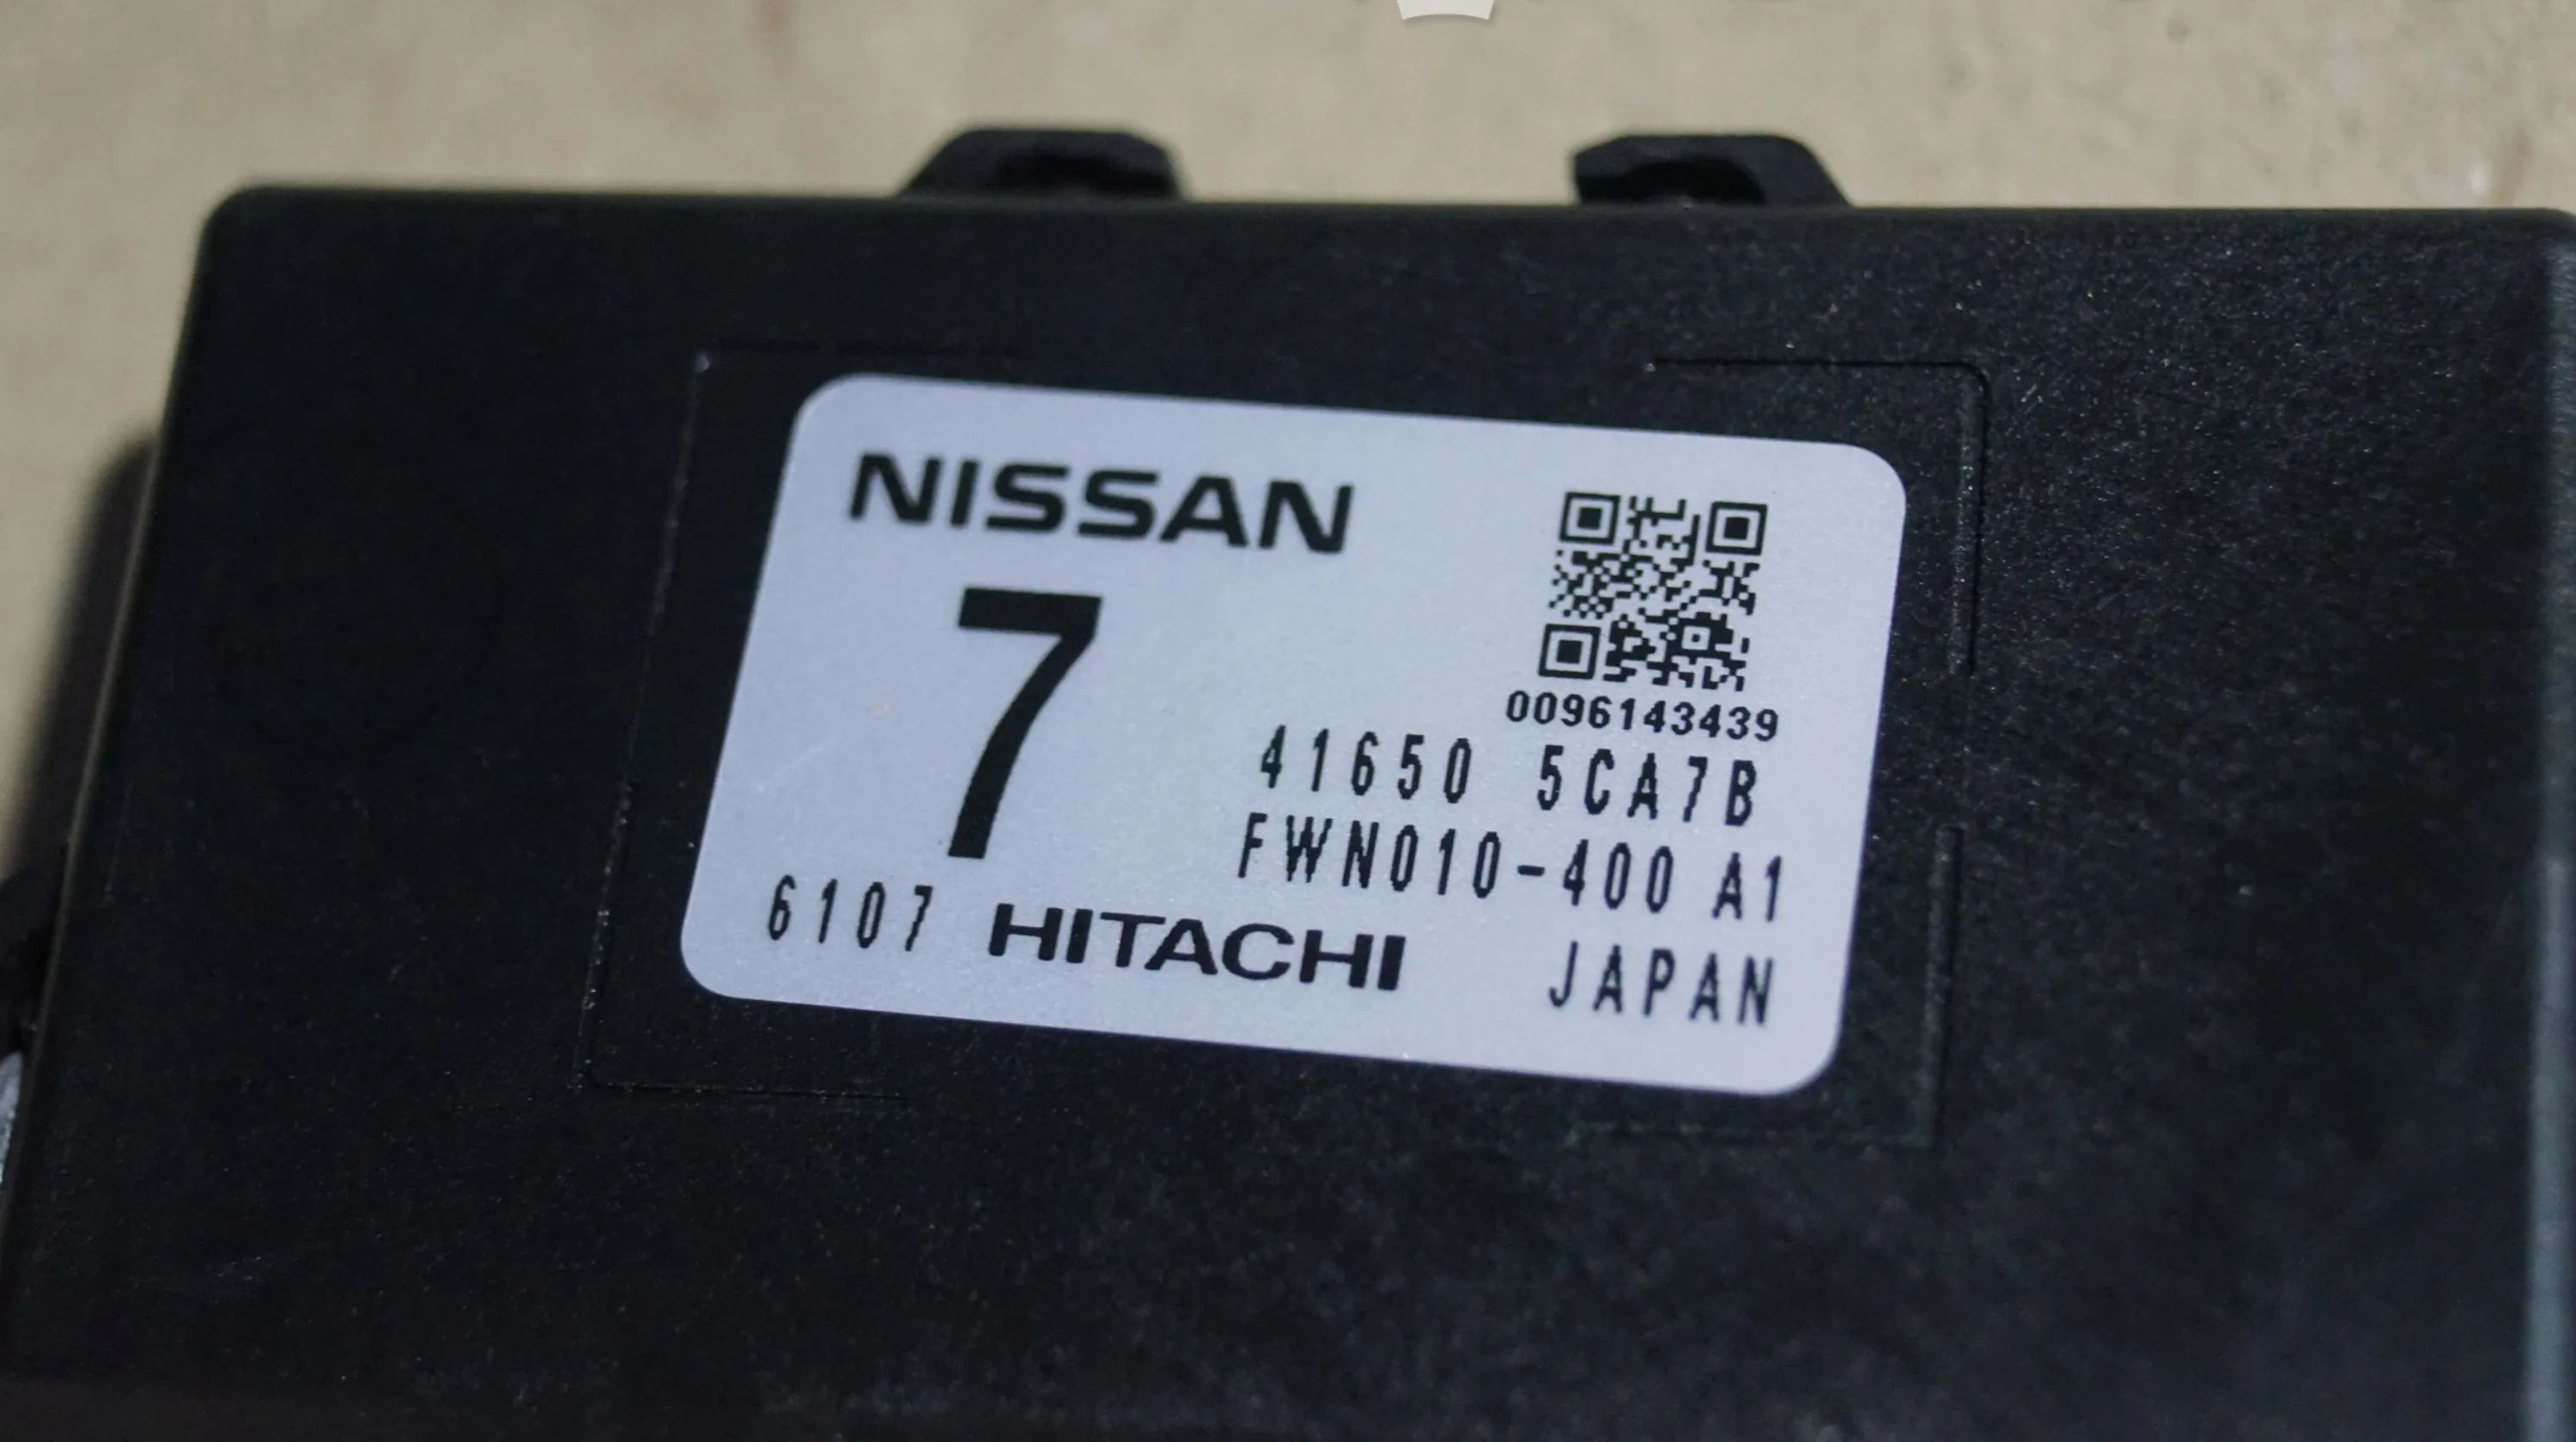 NISSAN
7
0096143439
41650 5CA7B
FWN010-400 A1
6107 HITACHI JAPAN